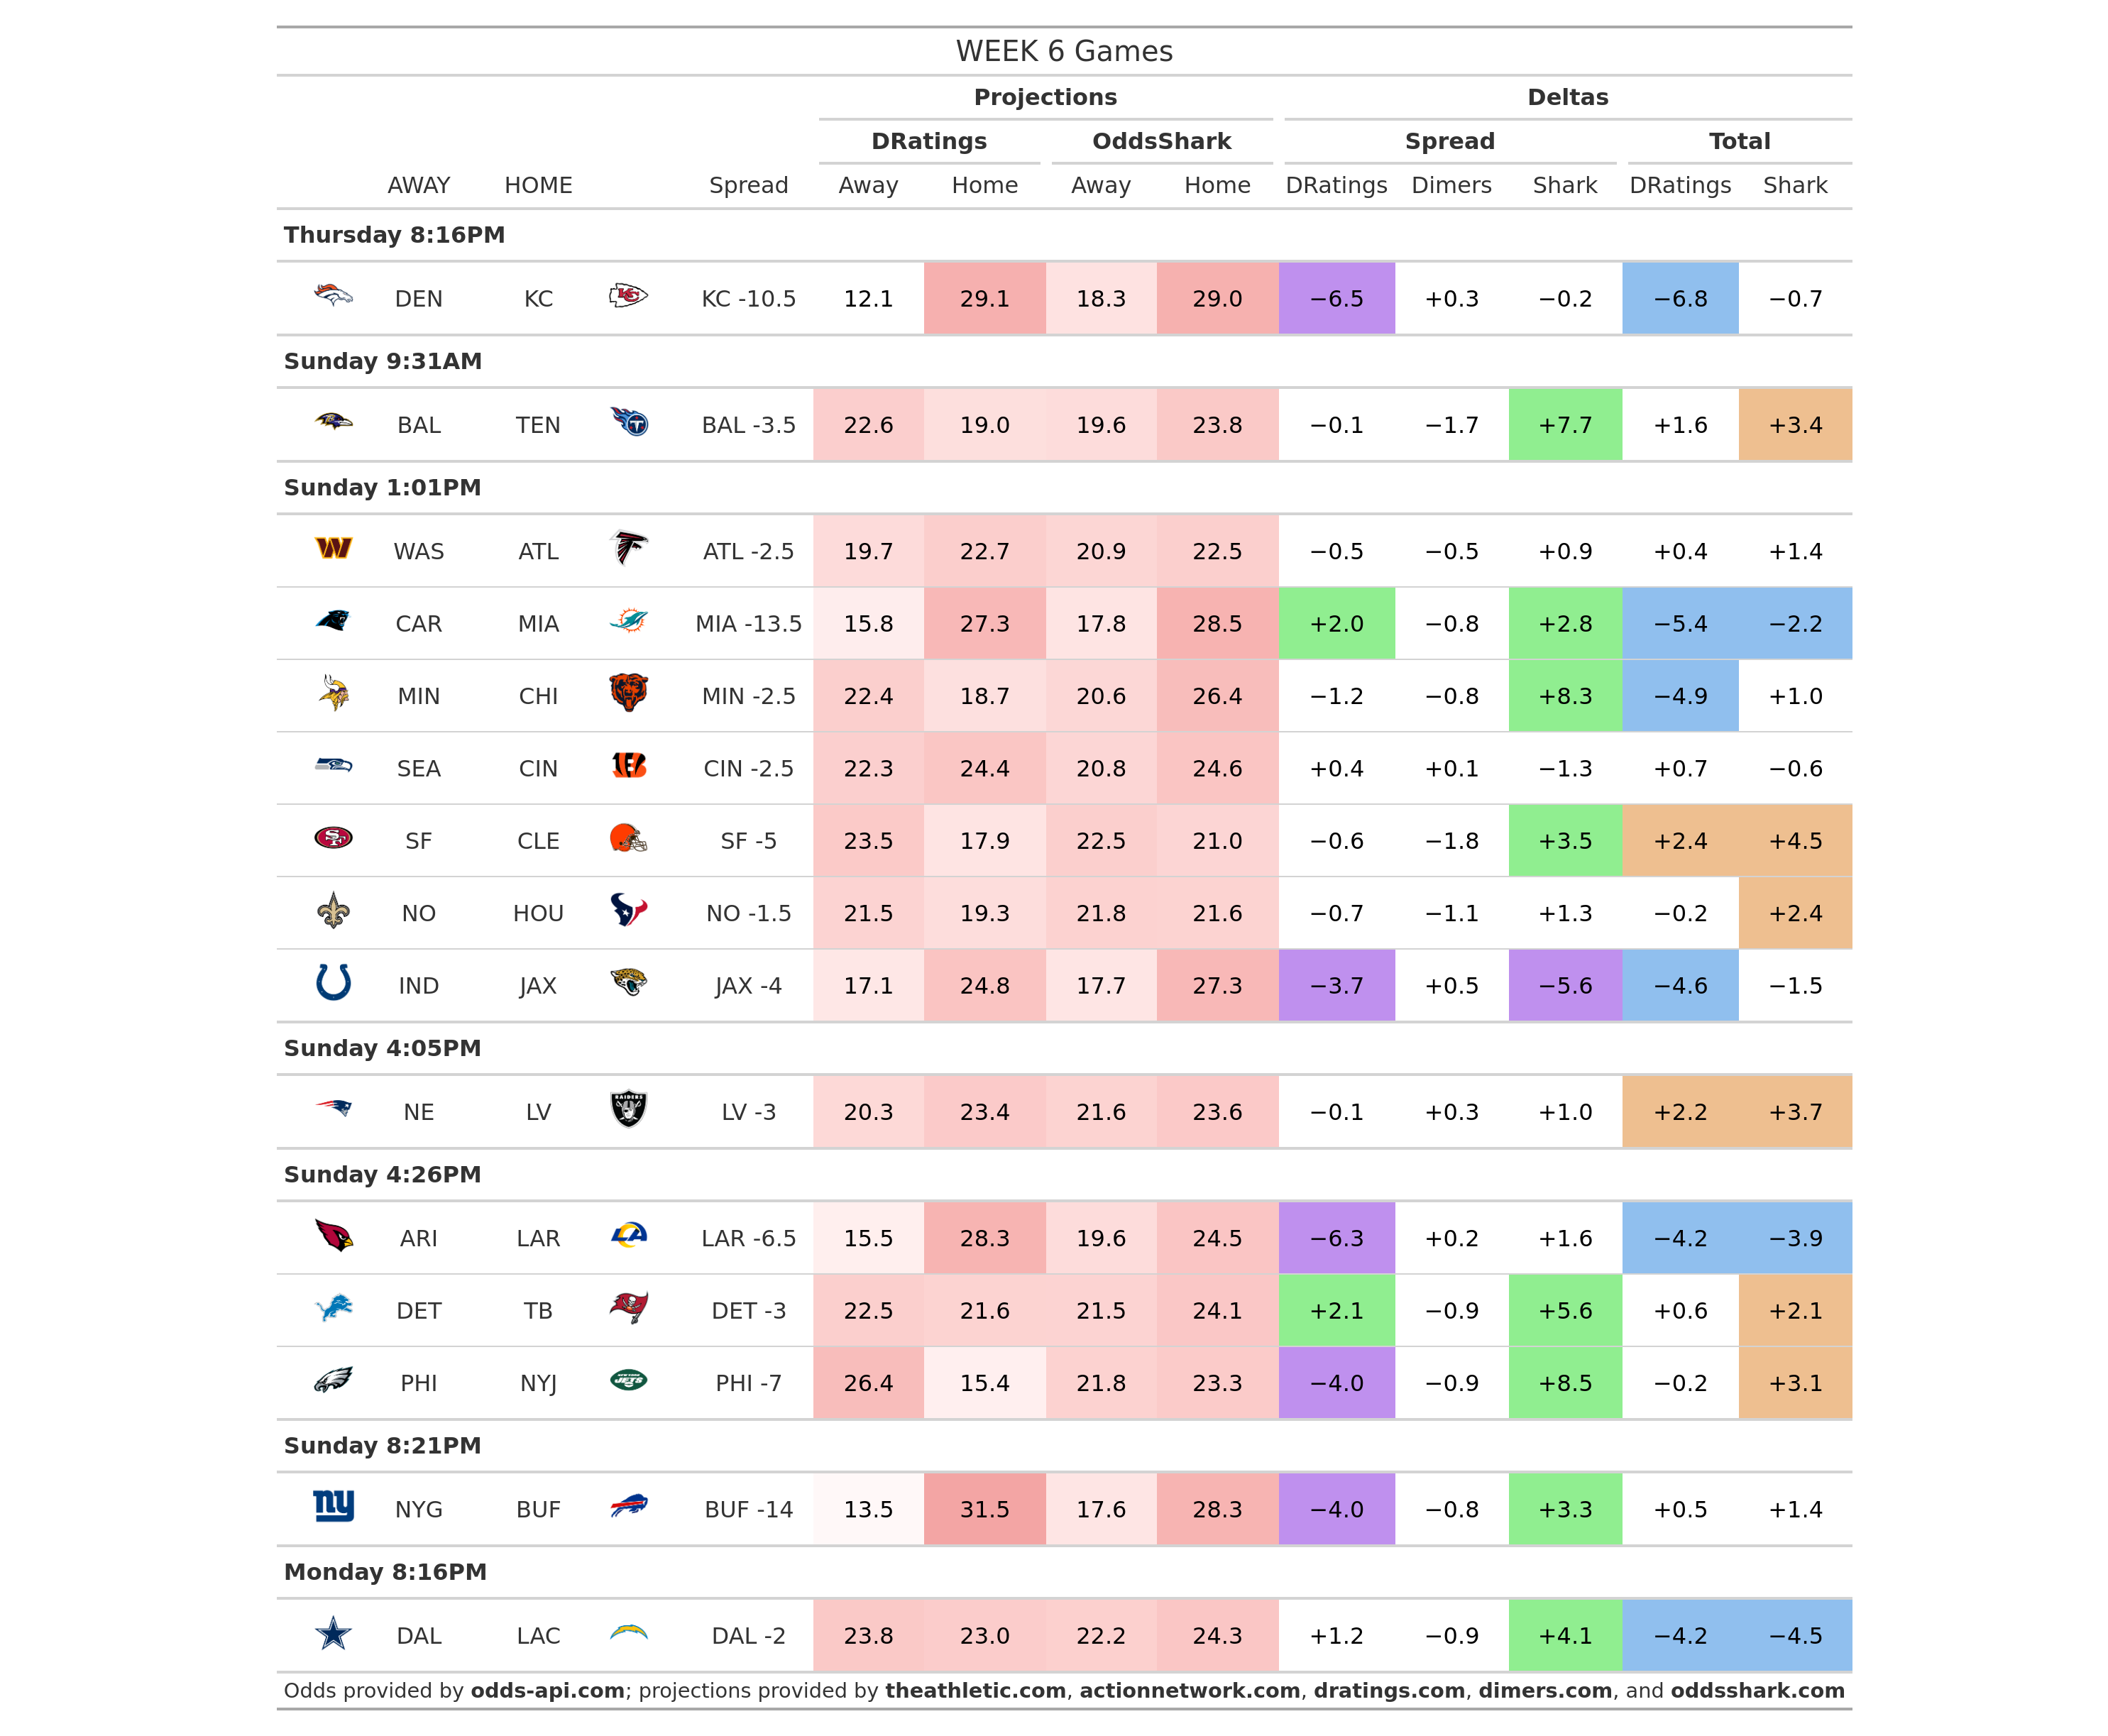 WEEK 6 Games
Projections Deltas
DRatings OddsShark Spread Total
AWAY HOME Spread Away Home Away Home DRatings Dimers Shark DRatings Shark
Thursday 8:16PM
DEN KC KC -10.5 12.1 29.1 18.3 29.0 −6.5 +0.3 −0.2 −6.8 −0.7
Sunday 9:31AM
BAL TEN BAL -3.5 22.6 19.0 19.6 23.8 −0.1 −1.7 +7.7 +1.6 +3.4
Sunday 1:01PM
WAS ATL ATL -2.5 19.7 22.7 20.9 22.5 −0.5 −0.5 +0.9 +0.4 +1.4
CAR MIA MIA -13.5 15.8 27.3 17.8 28.5 +2.0 −0.8 +2.8 −5.4 −2.2
MIN CHI MIN -2.5 22.4 18.7 20.6 26.4 −1.2 −0.8 +8.3 −4.9 +1.0
SEA CIN CIN -2.5 22.3 24.4 20.8 24.6 +0.4 +0.1 −1.3 +0.7 −0.6
SF CLE SF -5 23.5 17.9 22.5 21.0 −0.6 −1.8 +3.5 +2.4 +4.5
NO HOU NO -1.5 21.5 19.3 21.8 21.6 −0.7 −1.1 +1.3 −0.2 +2.4
IND JAX JAX -4 17.1 24.8 17.7 27.3 −3.7 +0.5 −5.6 −4.6 −1.5
Sunday 4:05PM
NE LV LV -3 20.3 23.4 21.6 23.6 −0.1 +0.3 +1.0 +2.2 +3.7
Sunday 4:26PM
ARI LAR LAR -6.5 15.5 28.3 19.6 24.5 −6.3 +0.2 +1.6 −4.2 −3.9
DET TB DET -3 22.5 21.6 21.5 24.1 +2.1 −0.9 +5.6 +0.6 +2.1
PHI NYJ PHI -7 26.4 15.4 21.8 23.3 −4.0 −0.9 +8.5 −0.2 +3.1
Sunday 8:21PM
NYG BUF BUF -14 13.5 31.5 17.6 28.3 −4.0 −0.8 +3.3 +0.5 +1.4
Monday 8:16PM
DAL LAC DAL -2 23.8 23.0 22.2 24.3 +1.2 −0.9 +4.1 −4.2 −4.5
Odds provided by odds-api.com; projections provided by theathletic.com, actionnetwork.com, dratings.com, dimers.com, and oddsshark.com